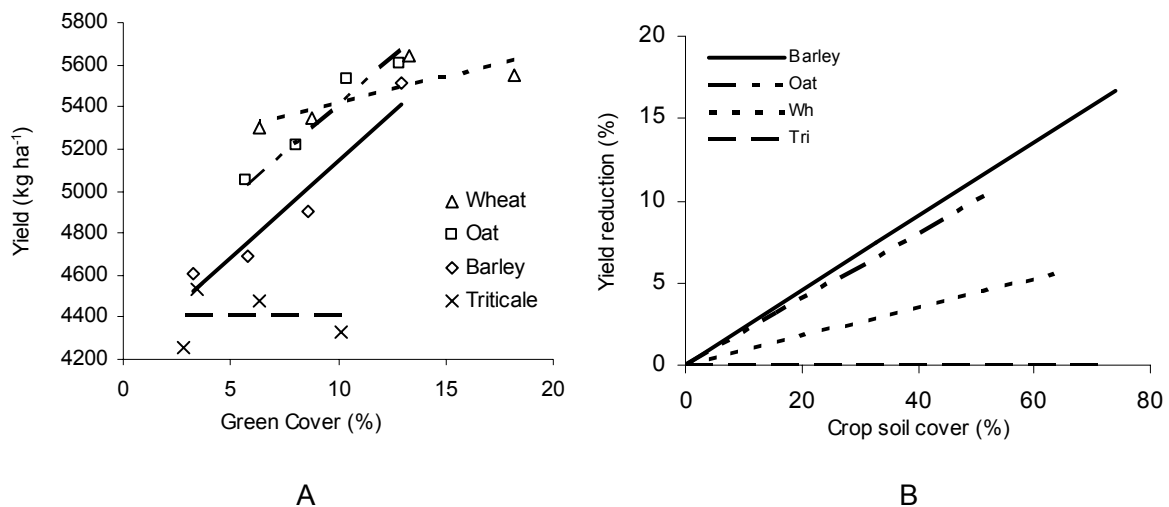 5800
5600
5400
5200
5000
4800
4600
4400
4200
Yield (kg ha⁻¹)
0 5 10 15 20
Green Cover (%)
Wheat
Oat
Barley
Triticale
A
20
15
10
5
0
Yield reduction (%)
0 20 40 60 80
Crop soil cover (%)
Barley
Oat
Wh
Tri
B